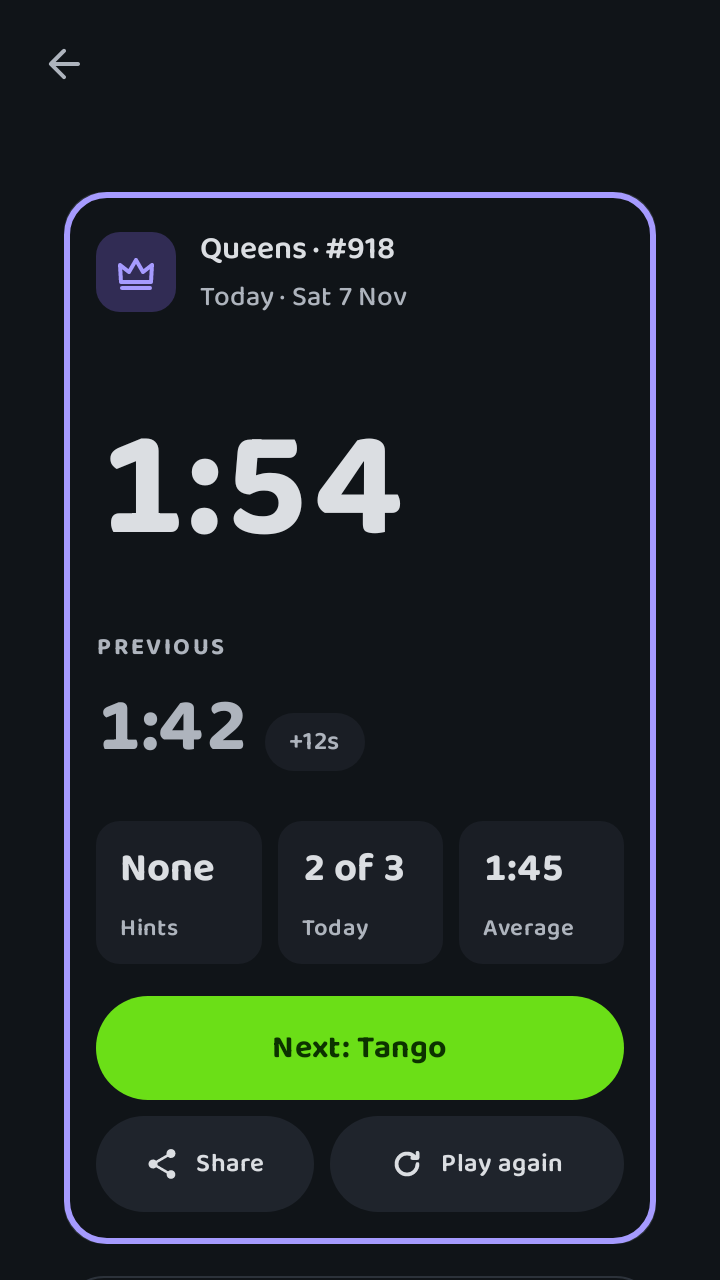 Queens · #918
Today · Sat 7 Nov
1:54
PREVIOUS
1:42 +12s
None 2 of 3 1:45
Hints Today Average
Next: Tango
Share Play again